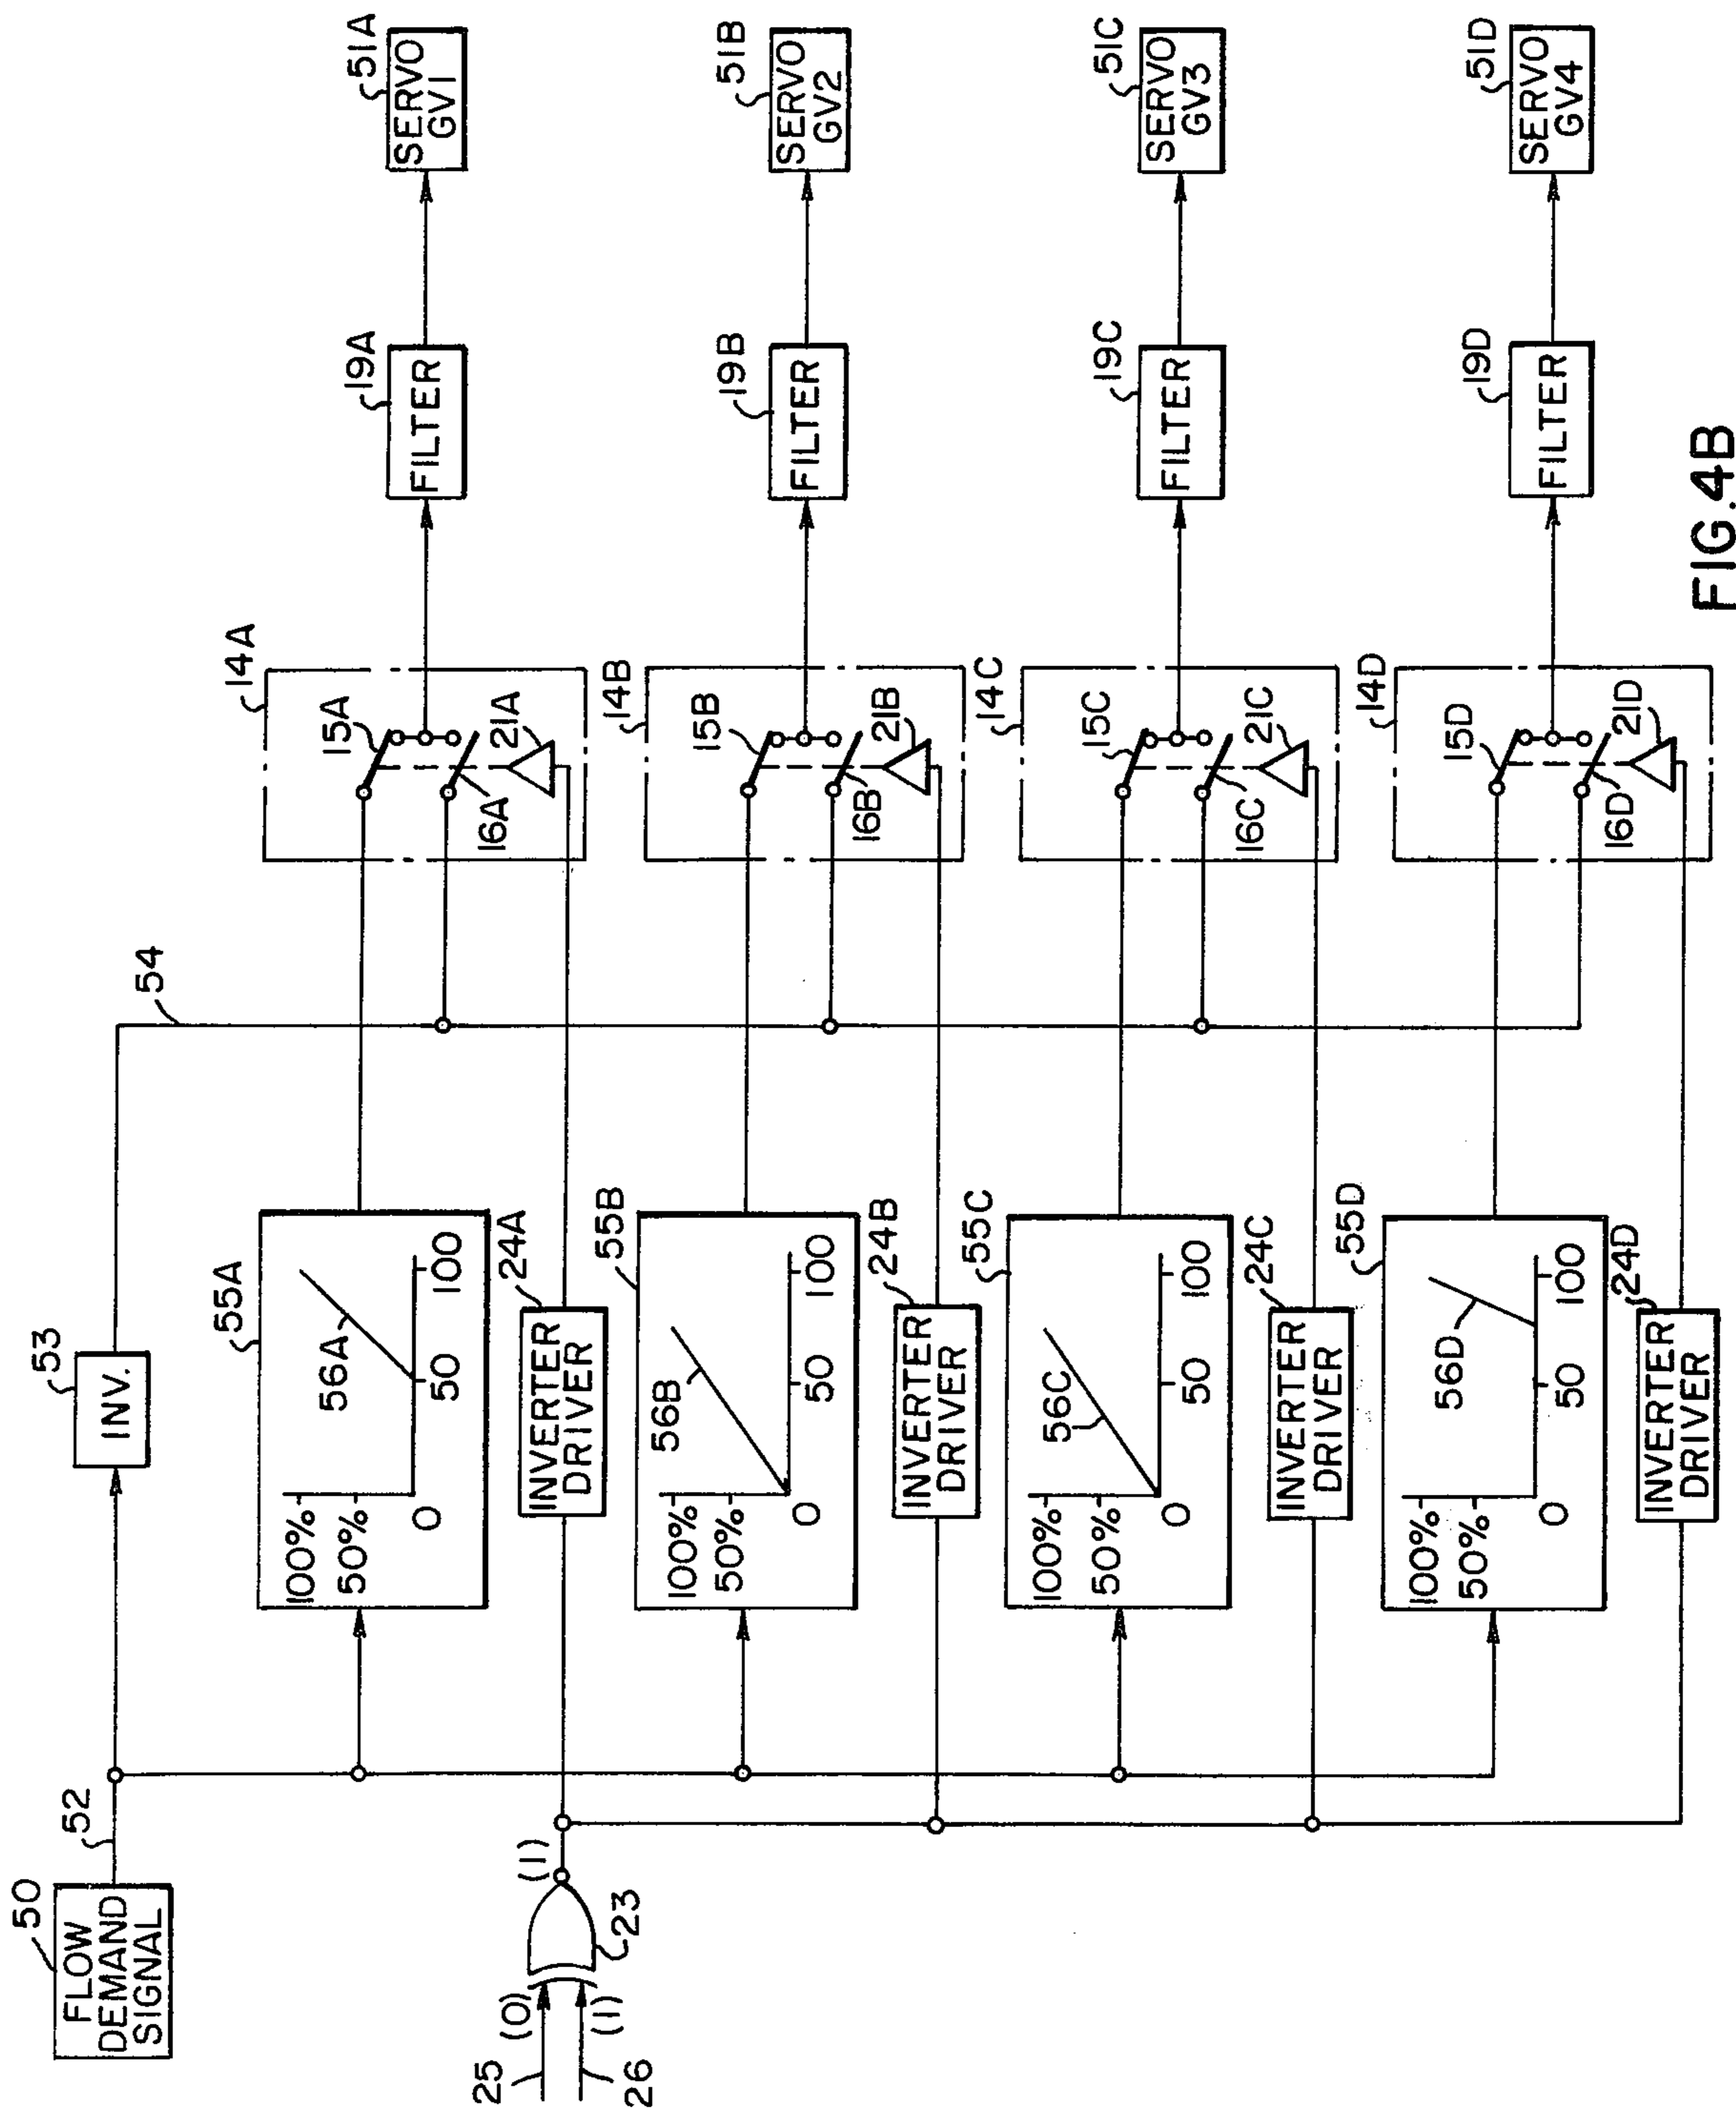 50
FLOW
DEMAND
SIGNAL
52
53
INV.
54
25
(0)
26
(1)
23
(1)
55A
100%
50%
0
50
100
56A
24A
INVERTER
DRIVER
14A
15A
16A
21A
19A
FILTER
51A
SERVO
GV1
55B
100%
50%
0
50
100
56B
24B
INVERTER
DRIVER
14B
15B
16B
21B
19B
FILTER
51B
SERVO
GV2
55C
100%
50%
0
50
100
56C
24C
INVERTER
DRIVER
14C
15C
16C
21C
19C
FILTER
51C
SERVO
GV3
55D
100%
50%
0
50
100
56D
24D
INVERTER
DRIVER
14D
15D
16D
21D
19D
FILTER
51D
SERVO
GV4
FIG.4B